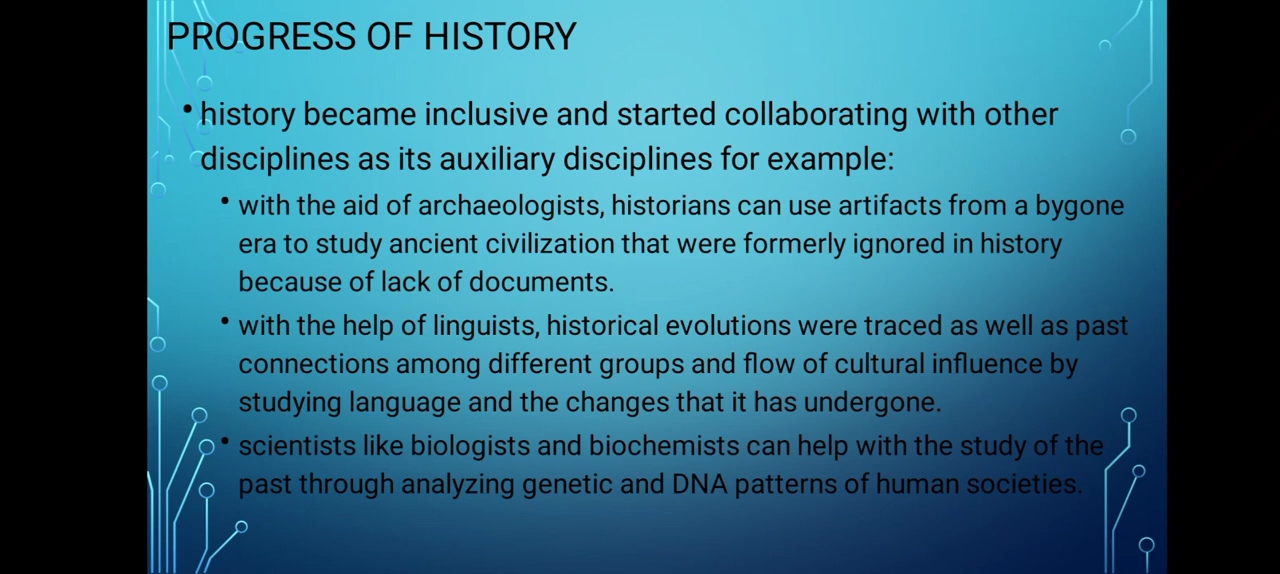 PROGRESS OF HISTORY
• history became inclusive and started collaborating with other
disciplines as its auxiliary disciplines for example:
• with the aid of archaeologists, historians can use artifacts from a bygone
era to study ancient civilization that were formerly ignored in history
because of lack of documents.
• with the help of linguists, historical evolutions were traced as well as past
connections among different groups and flow of cultural influence by
studying language and the changes that it has undergone.
• scientists like biologists and biochemists can help with the study of the
past through analyzing genetic and DNA patterns of human societies.